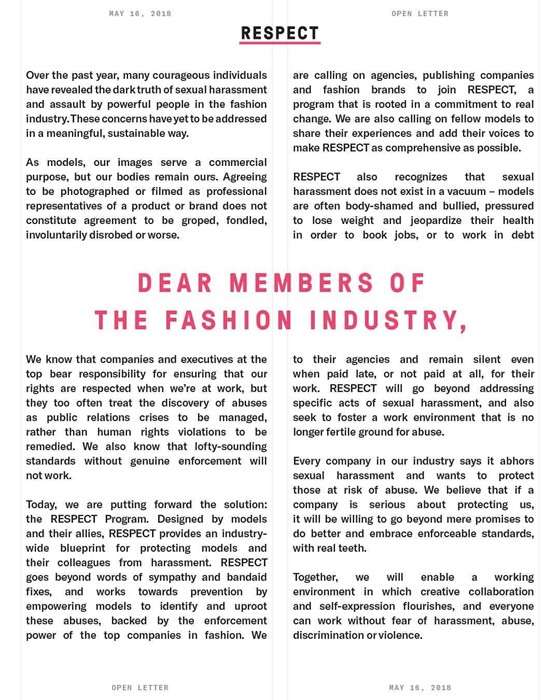 MAY 16, 2018
OPEN LETTER
RESPECT
Over the past year, many courageous individuals
have revealed the dark truth of sexual harassment
and assault by powerful people in the fashion
industry. These concerns have yet to be addressed
in a meaningful, sustainable way.
As models, our images serve a commercial
purpose, but our bodies remain ours. Agreeing
to be photographed or filmed as professional
representatives of a product or brand does not
constitute agreement to be groped, fondled,
involuntarily disrobed or worse.
DEAR MEMBERS OF
THE FASHION INDUSTRY,
We know that companies and executives at the
top bear responsibility for ensuring that our
rights are respected when we're at work, but
they too often treat the discovery of abuses
as public relations crises to be managed,
rather than human rights violations to be
remedied. We also know that lofty-sounding
standards without genuine enforcement will
not work.
Today, we are putting forward the solution:
the RESPECT Program. Designed by models
and their allies, RESPECT provides an industry-
wide blueprint for protecting models and
their colleagues from harassment. RESPECT
goes beyond words of sympathy and bandaid
fixes, and works towards prevention by
empowering models to identify and uproot
these abuses, backed by the enforcement
power of the top companies in fashion. We
are calling on agencies, publishing companies
and fashion brands to join RESPECT, a
program that is rooted in a commitment to real
change. We are also calling on fellow models to
share their experiences and add their voices to
make RESPECT as comprehensive as possible.
RESPECT also recognizes that sexual
harassment does not exist in a vacuum – models
are often body-shamed and bullied, pressured
to lose weight and jeopardize their health
in order to book jobs, or to work in debt
to their agencies and remain silent even
when paid late, or not paid at all, for their
work. RESPECT will go beyond addressing
specific acts of sexual harassment, and also
seek to foster a work environment that is no
longer fertile ground for abuse.
Every company in our industry says it abhors
sexual harassment and wants to protect
those at risk of abuse. We believe that if a
company is serious about protecting us,
it will be willing to go beyond mere promises to
do better and embrace enforceable standards,
with real teeth.
Together, we will enable a working
environment in which creative collaboration
and self-expression flourishes, and everyone
can work without fear of harassment, abuse,
discrimination or violence.
OPEN LETTER
MAY 16, 2018